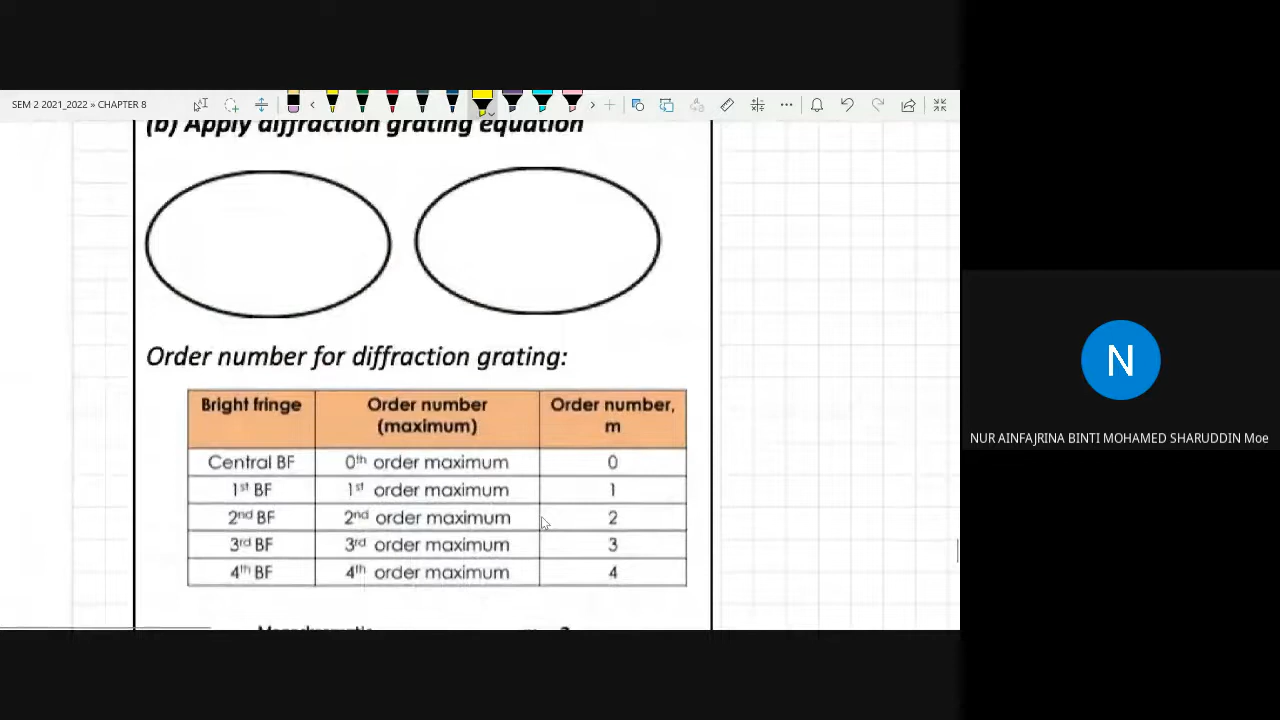 SEM 2 2021_2022 » CHAPTER 8
(b) Apply diffraction grating equation
Order number for diffraction grating:
Bright fringe Order number (maximum) Order number, m
Central BF 0th order maximum 0
1st BF 1st order maximum 1
2nd BF 2nd order maximum 2
3rd BF 3rd order maximum 3
4th BF 4th order maximum 4
N
NUR AINFAJRINA BINTI MOHAMED SHARUDDIN Moe